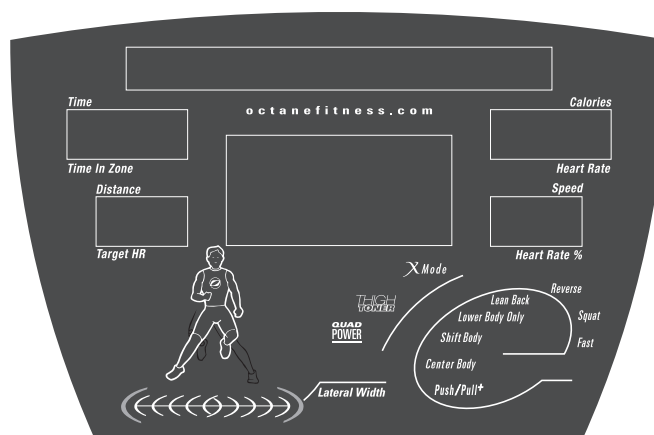 octanefitness.com
Time
Time In Zone
Calories
Heart Rate
Distance
Target HR
Speed
Heart Rate %
X Mode
THIGH
TONER
QUAD
POWER
Reverse
Lean Back
Lower Body Only
Squat
Shift Body
Fast
Center Body
Push/Pull+
Lateral Width